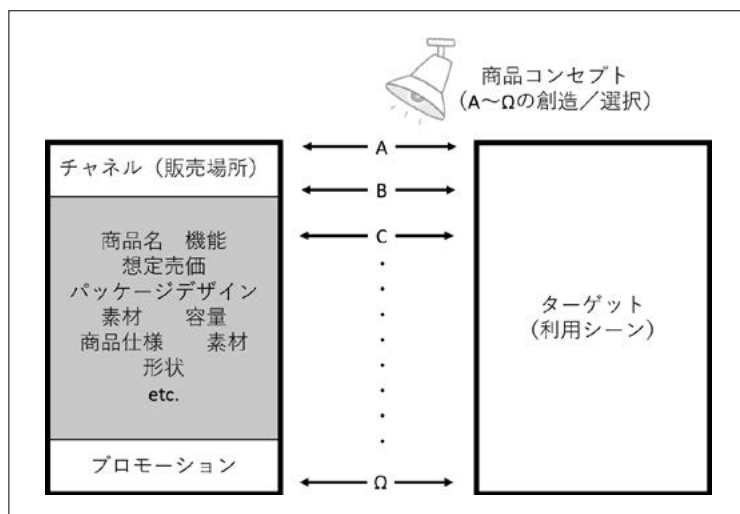 商品コンセプト
（A～Ωの創造／選択）
チャネル（販売場所）
商品名　機能
想定売価
パッケージデザイン
素材　　容量
商品仕様　　素材
形状
etc.
プロモーション
A
B
C
Ω
ターゲット
（利用シーン）